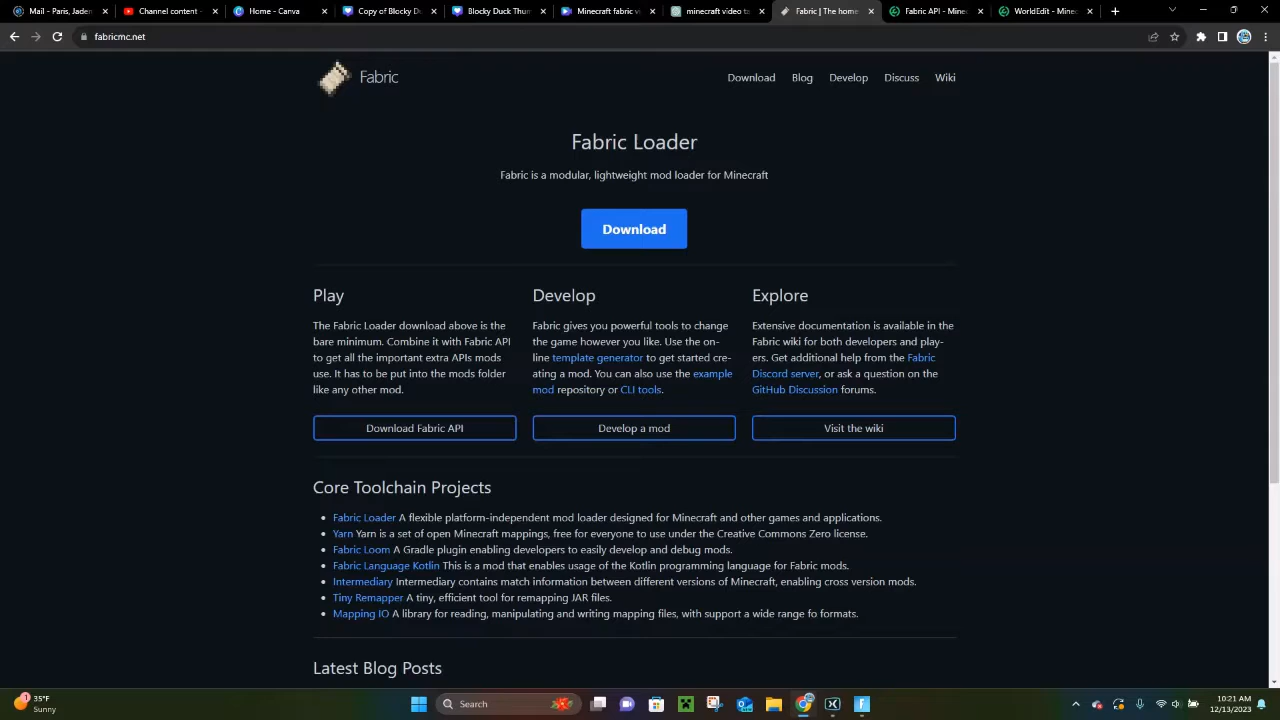 Mail - Paris, Jaden
Channel content -
Home - Canva
Copy of Blocky Du
Blocky Duck Thum
Minecraft fabric v
minecraft video t
Fabric | The home
Fabric API - Mine
WorldEdit - Minec
fabricmc.net
Fabric
Download
Blog
Develop
Discuss
Wiki
Fabric Loader
Fabric is a modular, lightweight mod loader for Minecraft
Download
Play
The Fabric Loader download above is the
bare minimum. Combine it with Fabric API
to get all the important extra APIs mods
use. It has to be put into the mods folder
like any other mod.
Download Fabric API
Develop
Fabric gives you powerful tools to change
the game however you like. Use the on-
line template generator to get started cre-
ating a mod. You can also use the example
mod repository or CLI tools.
Develop a mod
Explore
Extensive documentation is available in the
Fabric wiki for both developers and play-
ers. Get additional help from the Fabric
Discord server, or ask a question on the
GitHub Discussion forums.
Visit the wiki
Core Toolchain Projects
Fabric Loader A flexible platform-independent mod loader designed for Minecraft and other games and applications.
Yarn Yarn is a set of open Minecraft mappings, free for everyone to use under the Creative Commons Zero license.
Fabric Loom A Gradle plugin enabling developers to easily develop and debug mods.
Fabric Language Kotlin This is a mod that enables usage of the Kotlin programming language for Fabric mods.
Intermediary Intermediary contains match information between different versions of Minecraft, enabling cross version mods.
Tiny Remapper A tiny, efficient tool for remapping JAR files.
Mapping IO A library for reading, manipulating and writing mapping files, with support a wide range fo formats.
Latest Blog Posts
1
35°F
Sunny
Search
10:21 AM
12/13/2023